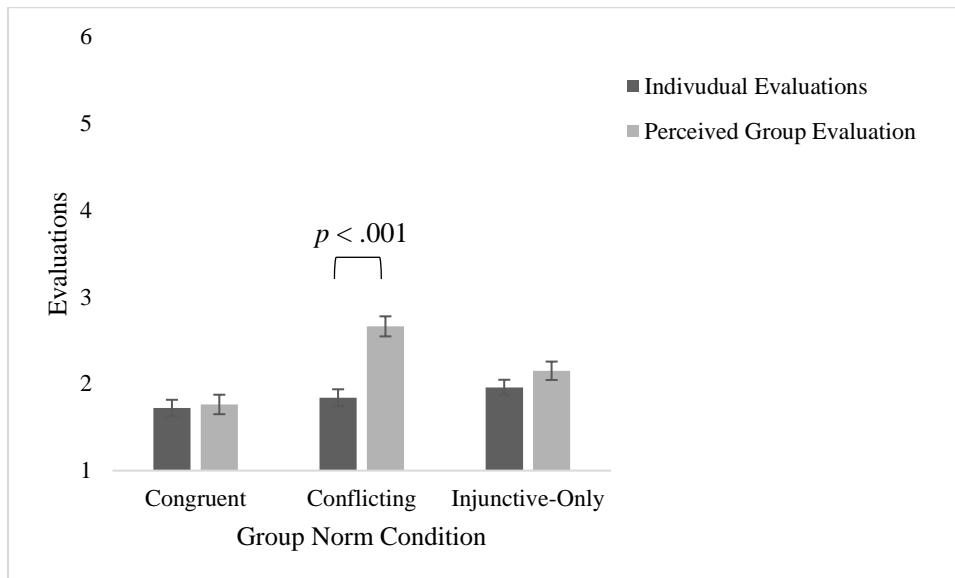 6
5
4
3
2
1
Evaluations
p < .001
Indivudual Evaluations
Perceived Group Evaluation
Congruent
Conflicting
Injunctive-Only
Group Norm Condition